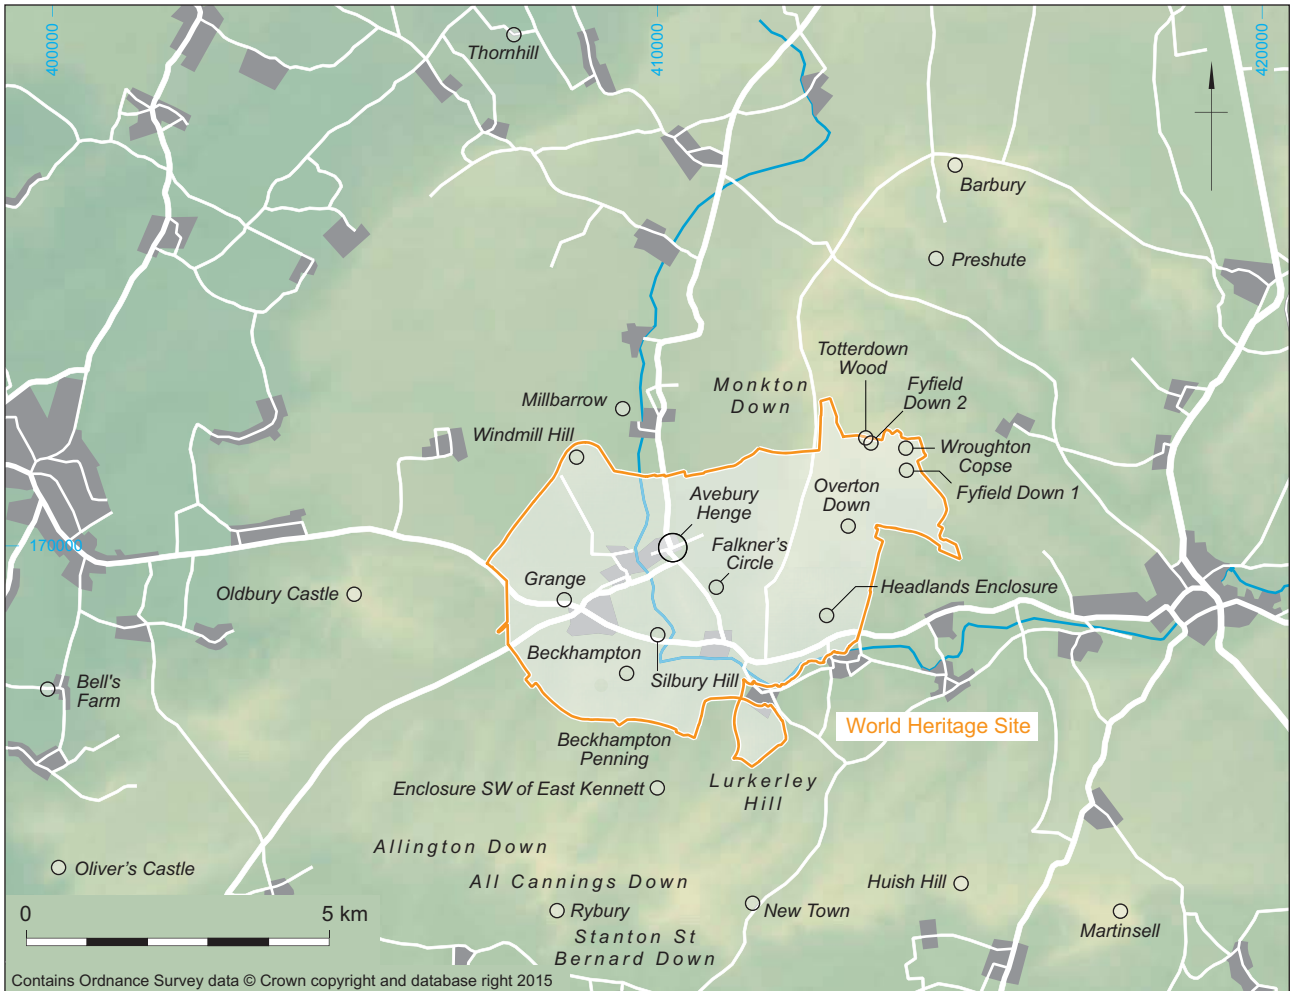 400000
410000
420000
Thornhill
Barbury
Preshute
Totterdown
Wood
Monkton
Down
Fyfield
Down 2
Millbarrow
Windmill Hill
Wroughton
Copse
Fyfield Down 1
Overton
Down
Avebury
Henge
170000
Falkner's
Circle
Grange
Headlands Enclosure
Oldbury Castle
Beckhampton
Silbury Hill
Bell's
Farm
World Heritage Site
Beckhampton
Penning
Enclosure SW of East Kennett
Lurkerley
Hill
Allington Down
Oliver's Castle
All Cannings Down
Huish Hill
Rybury
New Town
Martinsell
Stanton St
Bernard Down
0 5 km
Contains Ordnance Survey data © Crown copyright and database right 2015